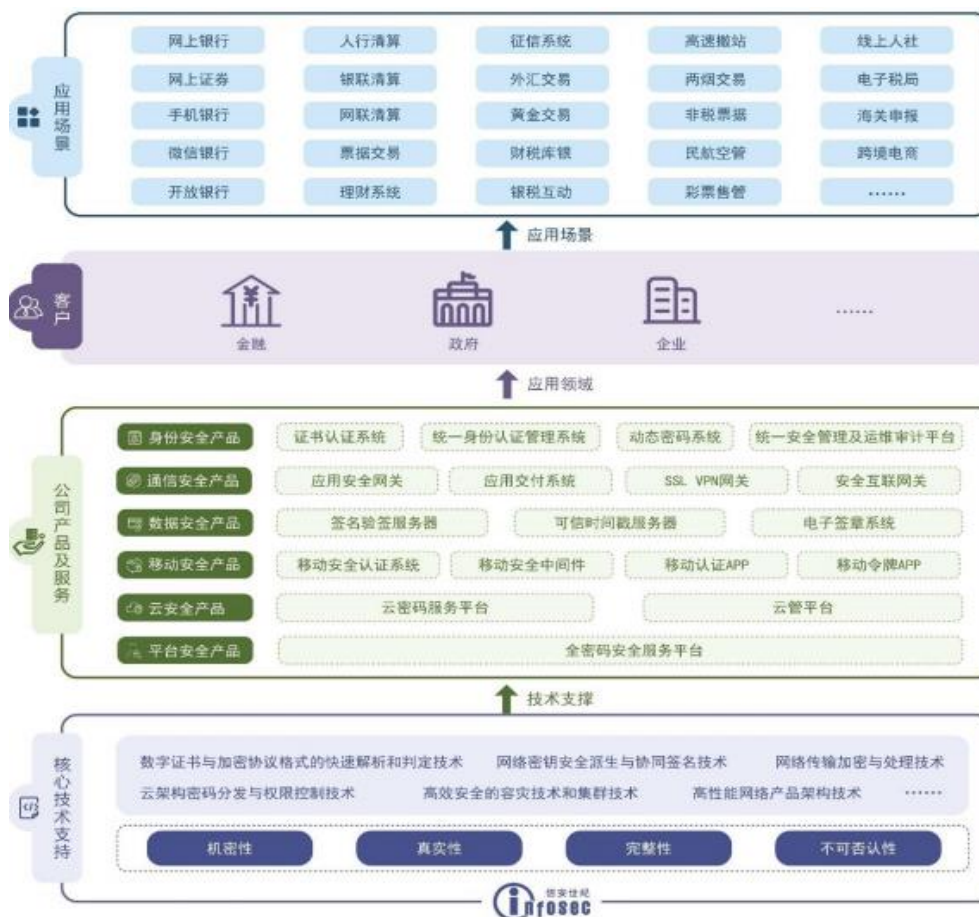 应用场景
网上银行 人行清算 征信系统 高速撤站 线上人社
网上证券 银联清算 外汇交易 两烟交易 电子税局
手机银行 网联清算 黄金交易 非税票据 海关申报
微信银行 票据交易 财税库银 民航空管 跨境电商
开放银行 理财系统 银税互动 彩票售管 ……
应用场景
客户
金融 政府 企业 ……
应用领域
公司产品及服务
身份安全产品 证书认证系统 统一身份认证管理系统 动态密码系统 统一安全管理及运维审计平台
通信安全产品 应用安全网关 应用交付系统 SSL VPN网关 安全互联网关
数据安全产品 签名验签服务器 可信时间戳服务器 电子签章系统
移动安全产品 移动安全认证系统 移动安全中间件 移动认证APP 移动令牌APP
云安全产品 云密码服务平台 云管平台
平台安全产品 全密码安全服务平台
技术支撑
核心技术支持
数字证书与加密协议格式的快速解析和判定技术 网络密钥安全派生与协同签名技术 网络传输加密与处理技术
云架构密码分发与权限控制技术 高效安全的容灾技术和集群技术 高性能网络产品架构技术 ……
机密性 真实性 完整性 不可否认性
信安世纪
infosec